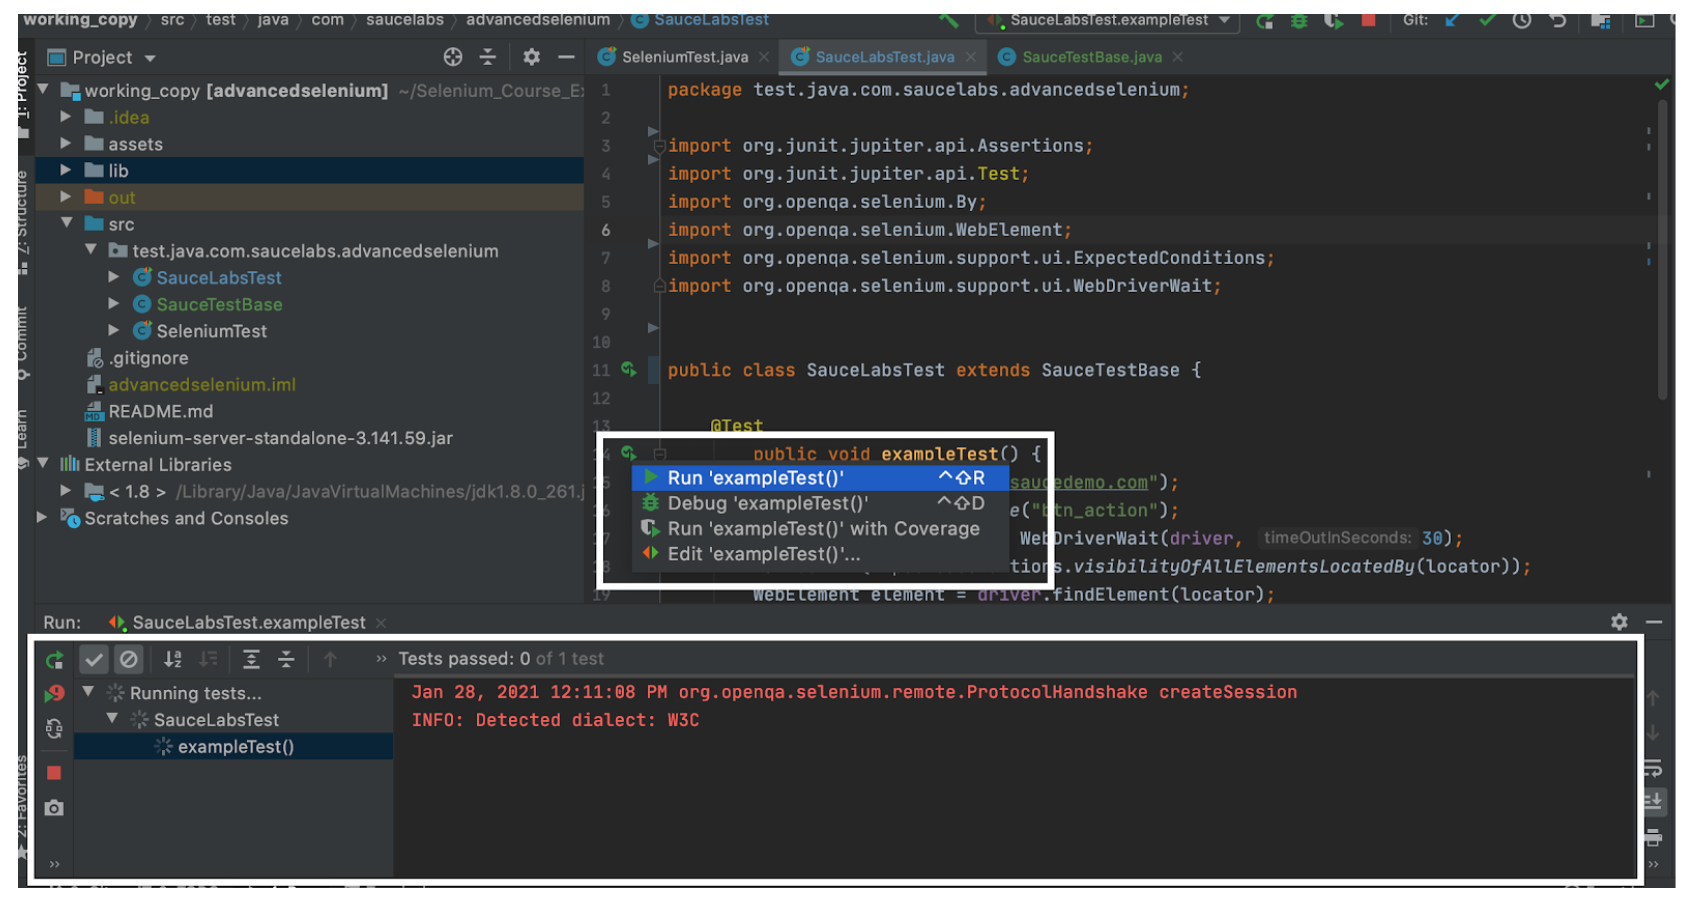 working_copy 〉 src 〉 test 〉 java 〉 com 〉 saucelabs 〉 advancedselenium 〉 SauceLabsTest
SauceLabsTest.exampleTest
Git:
Project
SeleniumTest.java
SauceLabsTest.java
SauceTestBase.java
1: Project
Z: Structure
Commit
Learn
2: Favorites
working_copy [advancedselenium] ~/Selenium_Course_E
.idea
assets
lib
out
src
test.java.com.saucelabs.advancedselenium
SauceLabsTest
SauceTestBase
SeleniumTest
.gitignore
advancedselenium.iml
README.md
selenium-server-standalone-3.141.59.jar
External Libraries
< 1.8 > /Library/Java/JavaVirtualMachines/jdk1.8.0_261.j
Scratches and Consoles
1 package test.java.com.saucelabs.advancedselenium;
2
3 import org.junit.jupiter.api.Assertions;
4 import org.junit.jupiter.api.Test;
5 import org.openqa.selenium.By;
6 import org.openqa.selenium.WebElement;
7 import org.openqa.selenium.support.ui.ExpectedConditions;
8 import org.openqa.selenium.support.ui.WebDriverWait;
9
10
11 public class SauceLabsTest extends SauceTestBase {
12
13 @Test
14 public void exampleTest() {
saucedemo.com");
e("btn_action");
WebDriverWait(driver, timeOutInSeconds: 30);
tions.visibilityOfAllElementsLocatedBy(locator));
19 WebElement element = driver.findElement(locator);
Run 'exampleTest()' ^⇧R
Debug 'exampleTest()' ^⇧D
Run 'exampleTest()' with Coverage
Edit 'exampleTest()'...
Run: SauceLabsTest.exampleTest
Tests passed: 0 of 1 test
Running tests...
SauceLabsTest
exampleTest()
Jan 28, 2021 12:11:08 PM org.openqa.selenium.remote.ProtocolHandshake createSession
INFO: Detected dialect: W3C